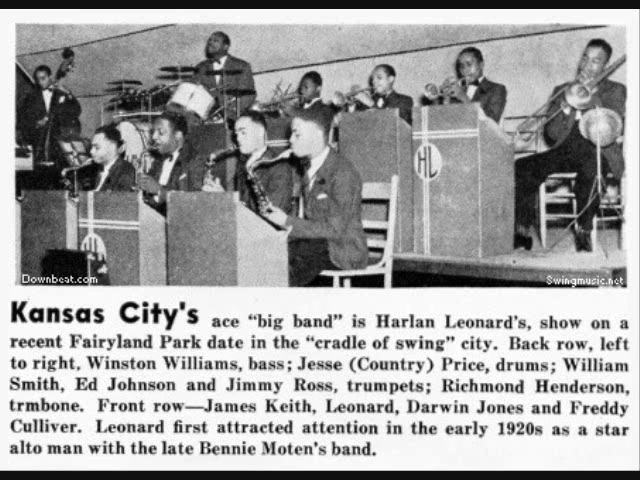 HL
HL
Downbeat.com
Swingmusic.net
Kansas City's ace "big band" is Harlan Leonard's, show on a
recent Fairyland Park date in the "cradle of swing" city. Back row, left
to right, Winston Williams, bass; Jesse (Country) Price, drums; William
Smith, Ed Johnson and Jimmy Ross, trumpets; Richmond Henderson,
trmbone. Front row—James Keith, Leonard, Darwin Jones and Freddy
Culliver. Leonard first attracted attention in the early 1920s as a star
alto man with the late Bennie Moten's band.